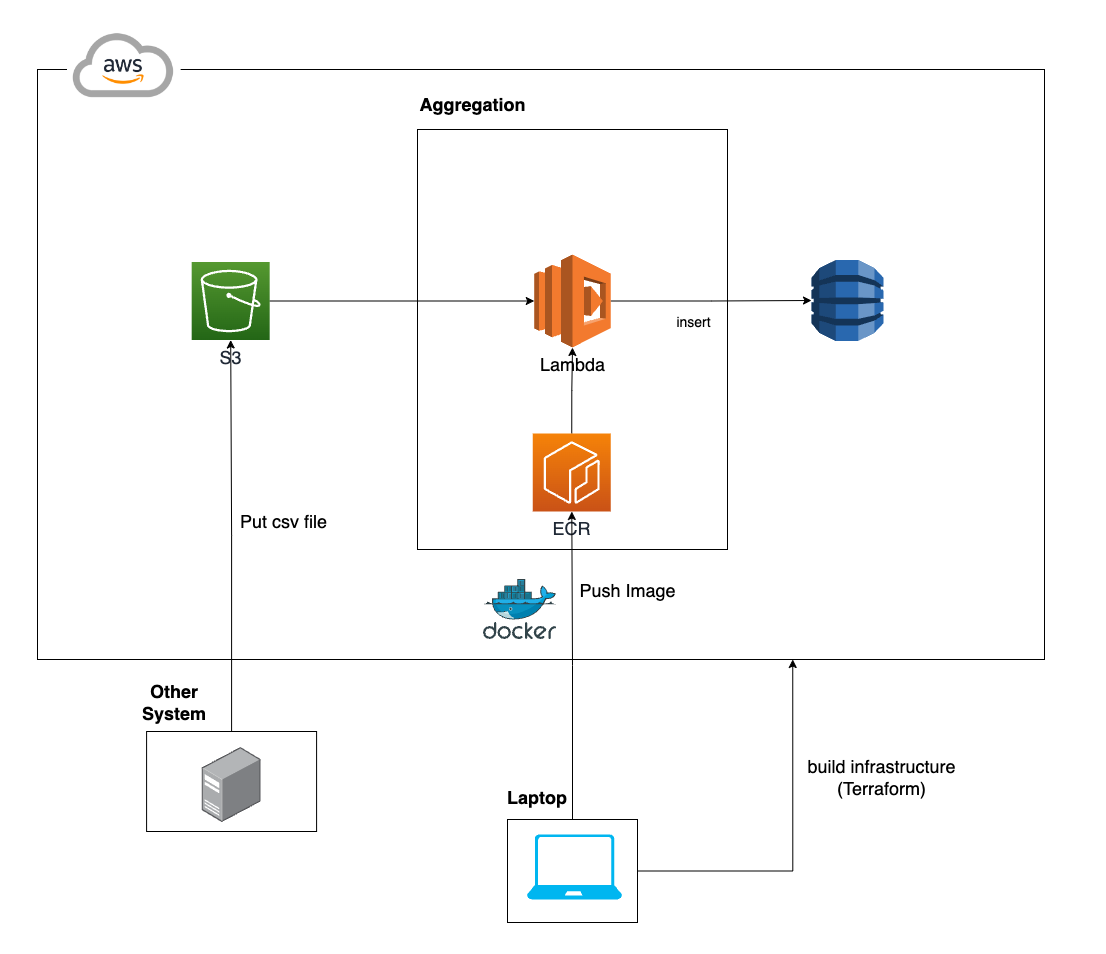 aws
Aggregation
S3
Lambda
insert
ECR
Put csv file
Push Image
docker
Other
System
Laptop
build infrastructure
(Terraform)